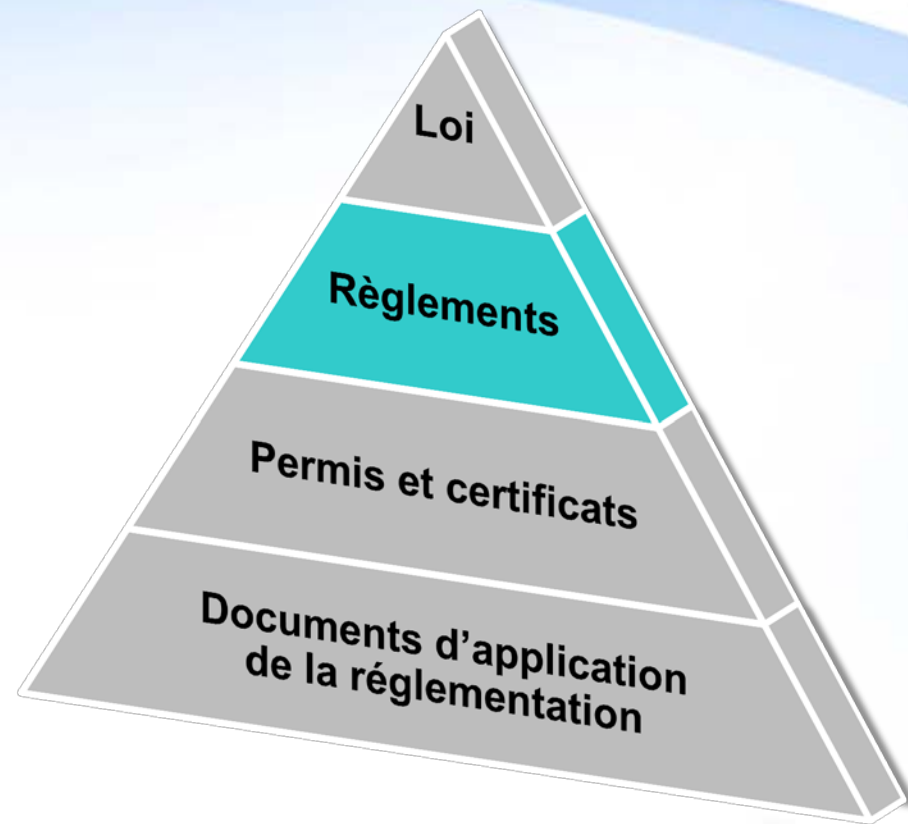 Loi
Règlements
Permis et certificats
Documents d’application
de la réglementation